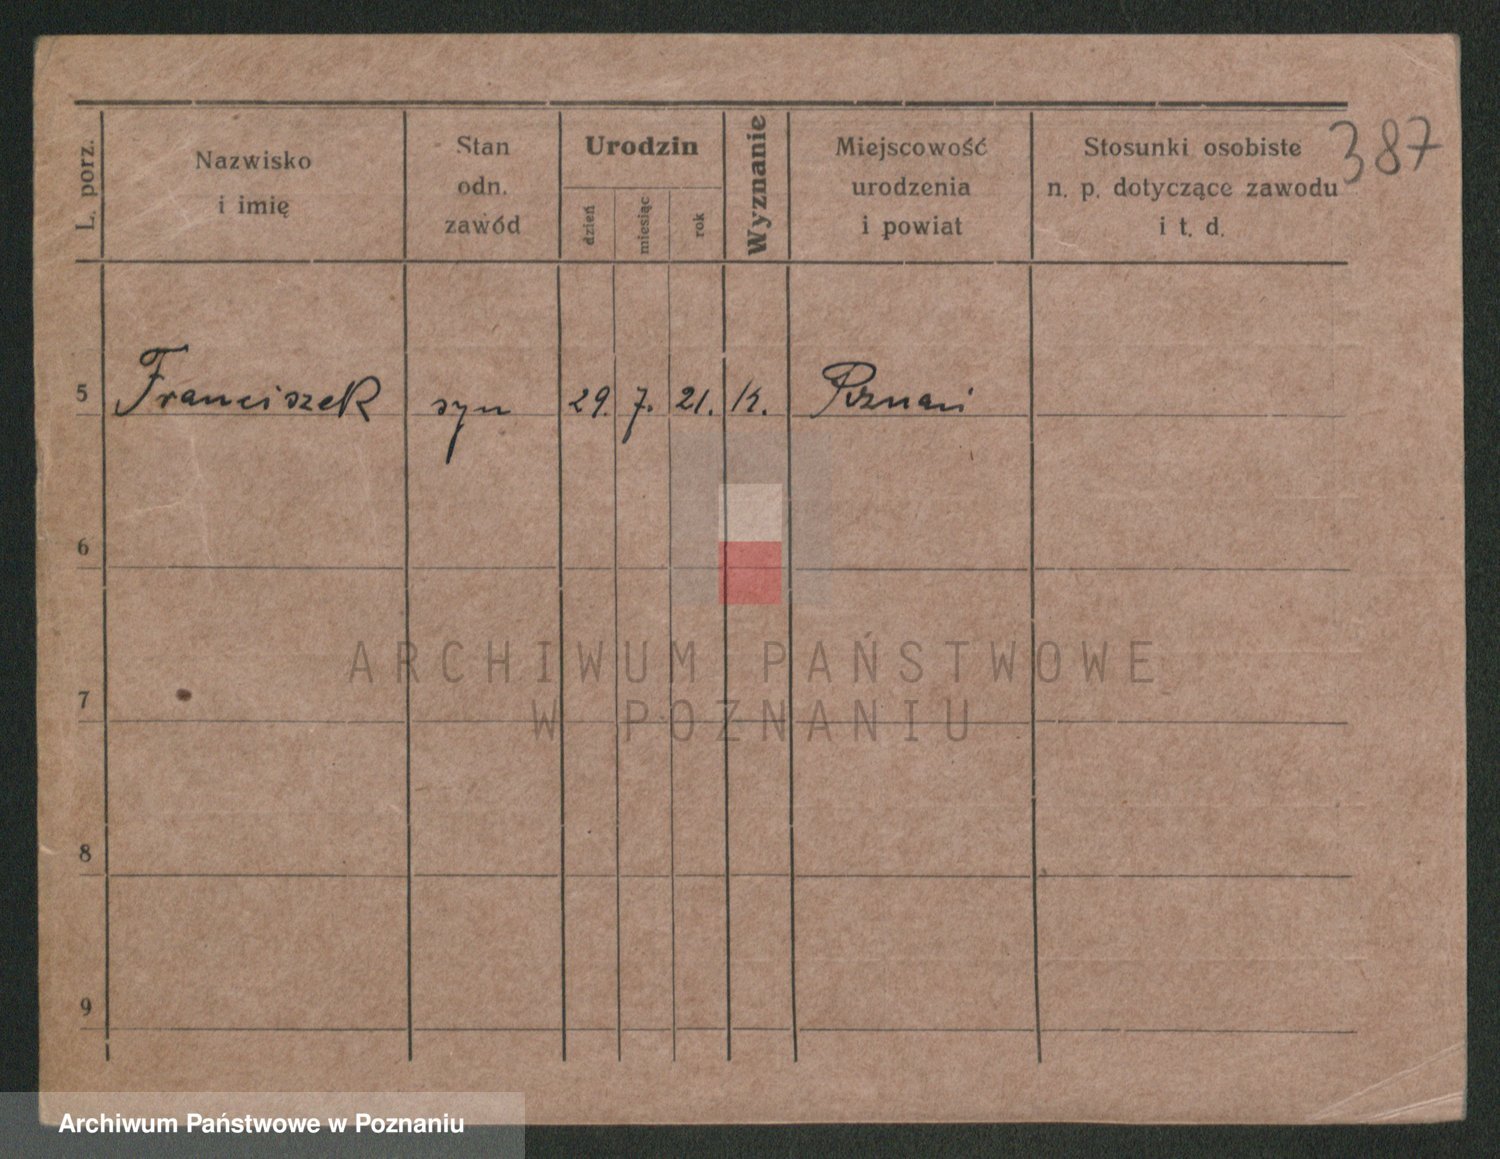 387
L. porz.
Nazwisko
i imię
Stan
odn.
zawód
Urodzin
dzień
miesiąc
rok
Wyznanie
Miejscowość
urodzenia
i powiat
Stosunki osobiste
n. p. dotyczące zawodu
i t. d.
5 Franciszek syn 29. 7. 21. K. Poznań
6
7
8
9
ARCHIWUM PAŃSTWOWE
W POZNANIU
Archiwum Państwowe w Poznaniu